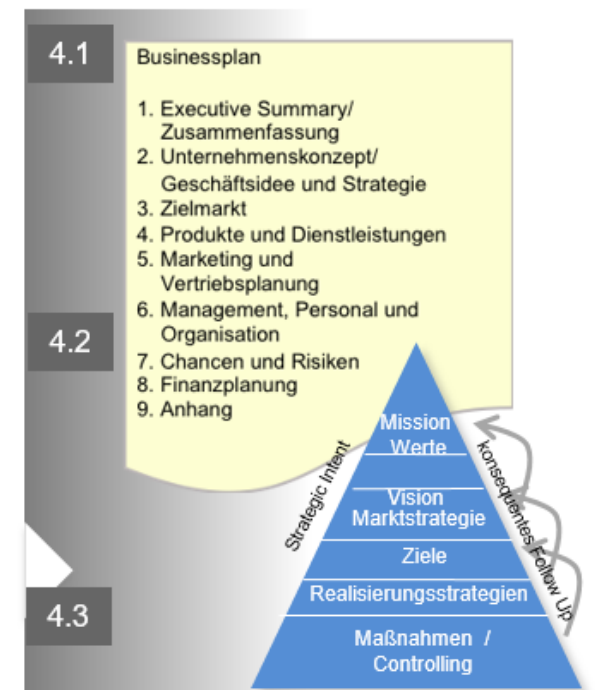 4.1
Businessplan
1. Executive Summary/
Zusammenfassung
2. Unternehmenskonzept/
Geschäftsidee und Strategie
3. Zielmarkt
4. Produkte und Dienstleistungen
5. Marketing und
Vertriebsplanung
6. Management, Personal und
Organisation
7. Chancen und Risiken
8. Finanzplanung
9. Anhang
4.2
Mission
Werte
Vision
Marktstrategie
Ziele
Realisierungsstrategien
Maßnahmen /
Controlling
Strategic Intent
konsequentes Follow Up
4.3